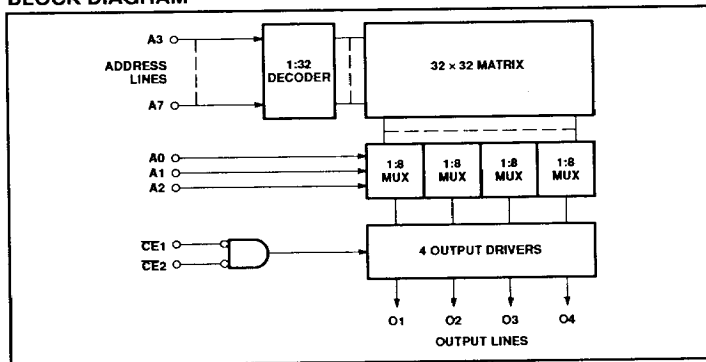 BLOCK DIAGRAM
A3
ADDRESS
LINES
A7
1:32
DECODER
32 × 32 MATRIX
A0
A1
A2
1:8
MUX
1:8
MUX
1:8
MUX
1:8
MUX
CE1
CE2
4 OUTPUT DRIVERS
O1 O2 O3 O4
OUTPUT LINES